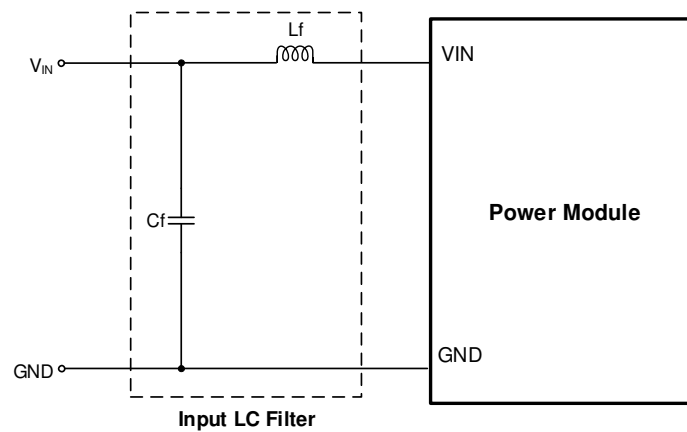 Lf
V_IN
VIN
Power Module
Cf
GND
GND
Input LC Filter